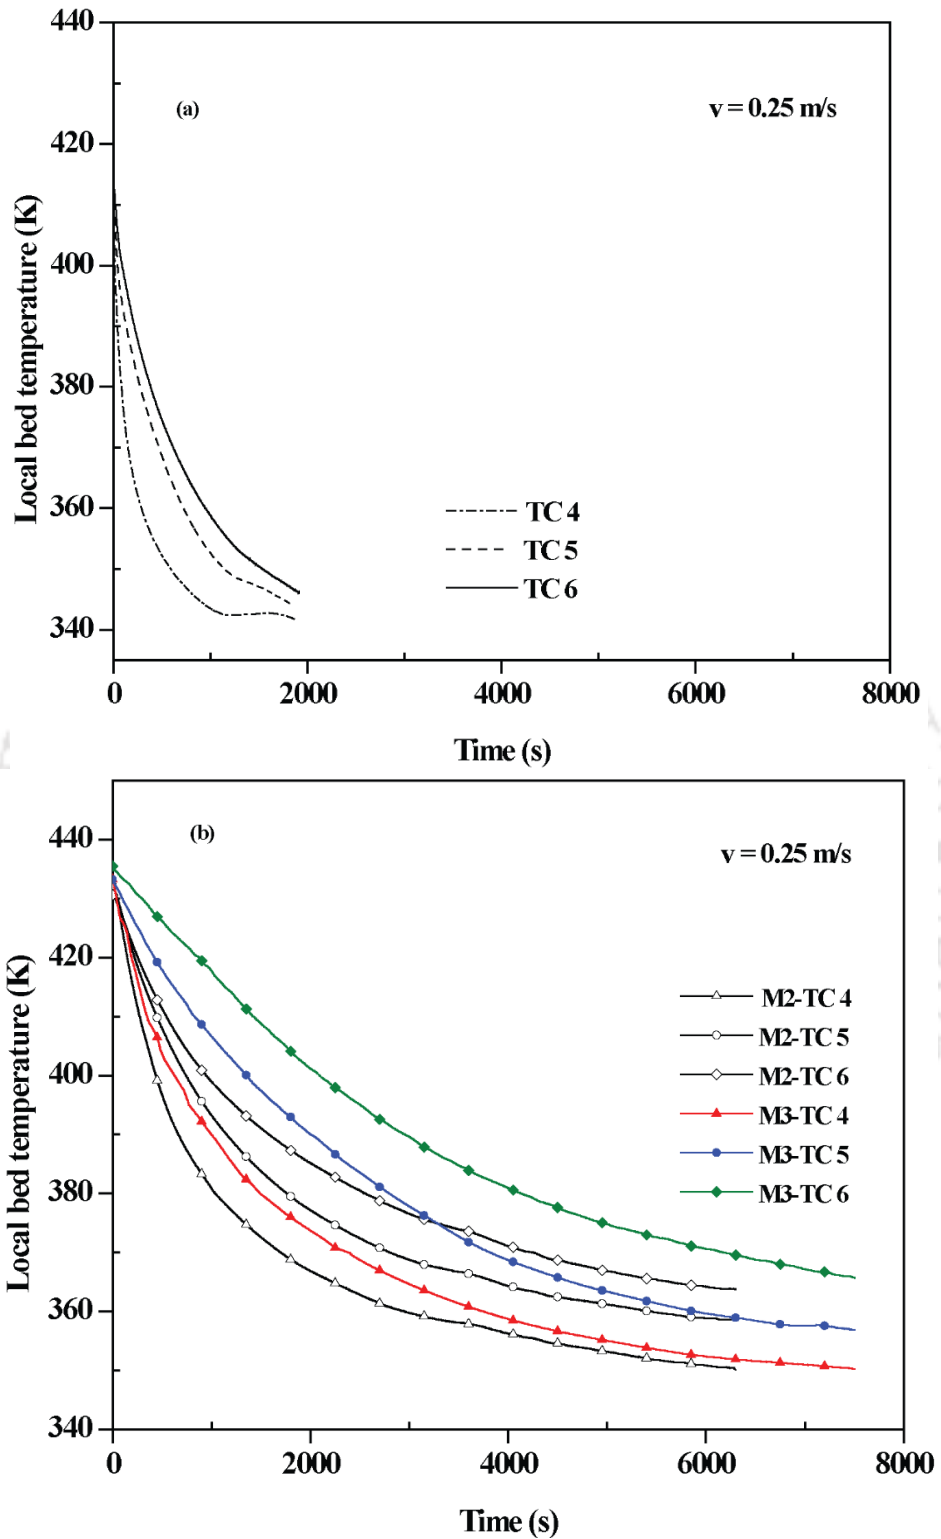 440
(a)
v = 0.25 m/s
420
400
380
360
340
Local bed temperature (K)
TC 4
TC 5
TC 6
0 2000 4000 6000 8000
Time (s)
440
(b)
v = 0.25 m/s
420
400
380
360
340
Local bed temperature (K)
M2-TC 4
M2-TC 5
M2-TC 6
M3-TC 4
M3-TC 5
M3-TC 6
0 2000 4000 6000 8000
Time (s)